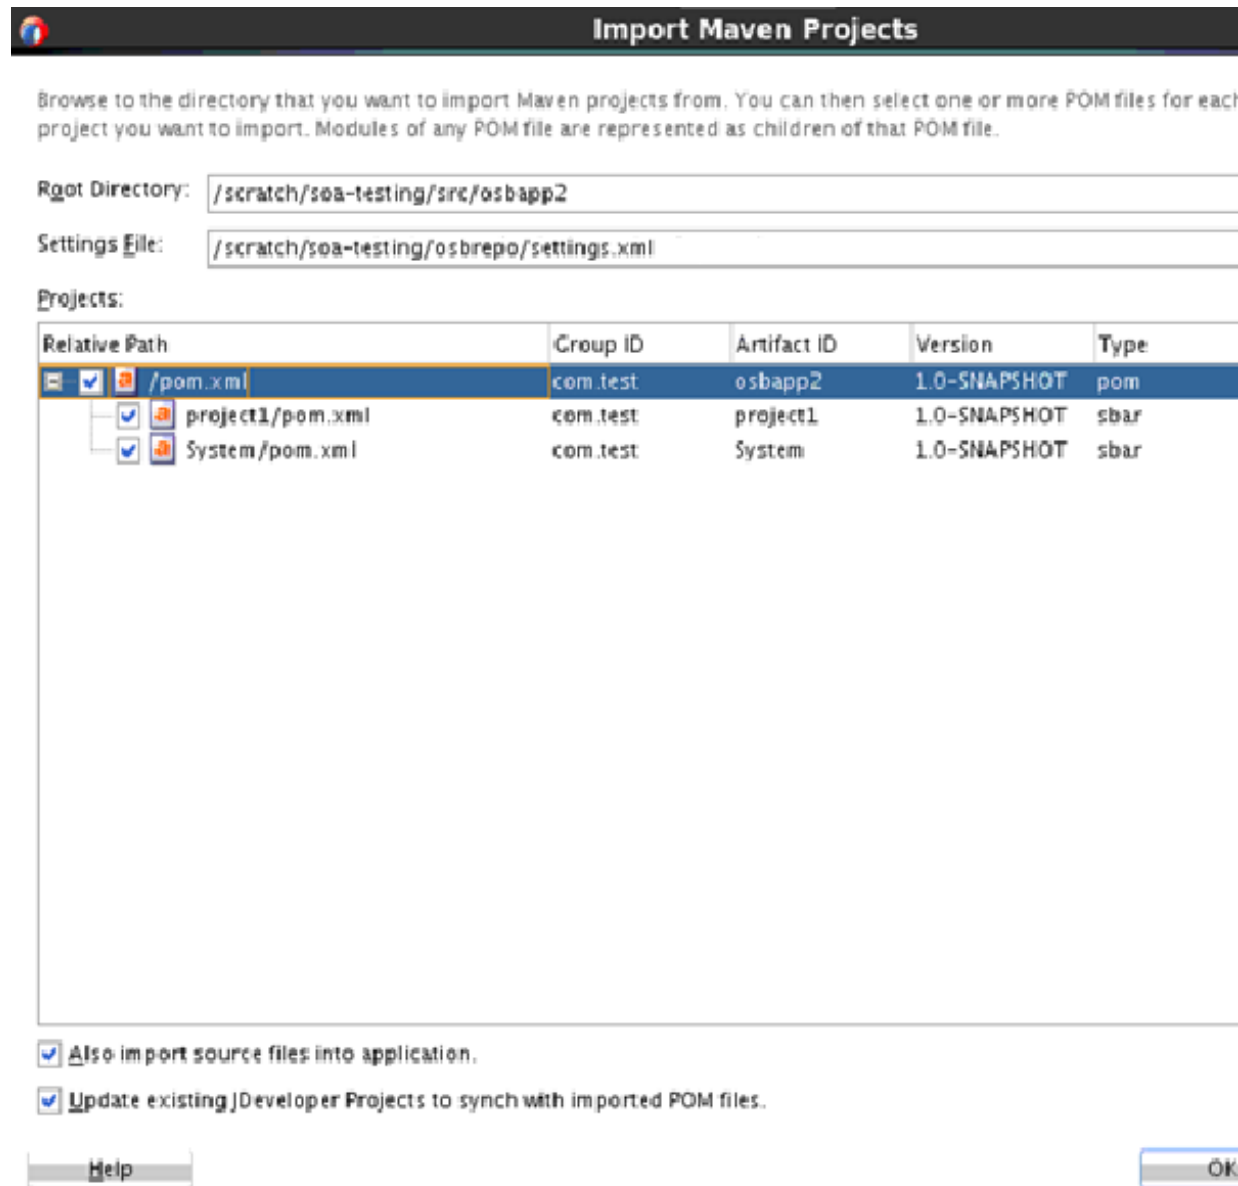 Import Maven Projects
Browse to the directory that you want to import Maven projects from. You can then select one or more POM files for each
project you want to import. Modules of any POM file are represented as children of that POM file.
Root Directory: /scratch/soa-testing/src/osbapp2
Settings File: /scratch/soa-testing/osbrepo/settings.xml
Projects:
Relative Path Group ID Artifact ID Version Type
/pom.xml com.test osbapp2 1.0-SNAPSHOT pom
project1/pom.xml com.test project1 1.0-SNAPSHOT sbar
System/pom.xml com.test System 1.0-SNAPSHOT sbar
Also import source files into application.
Update existing JDeveloper Projects to synch with imported POM files.
Help OK